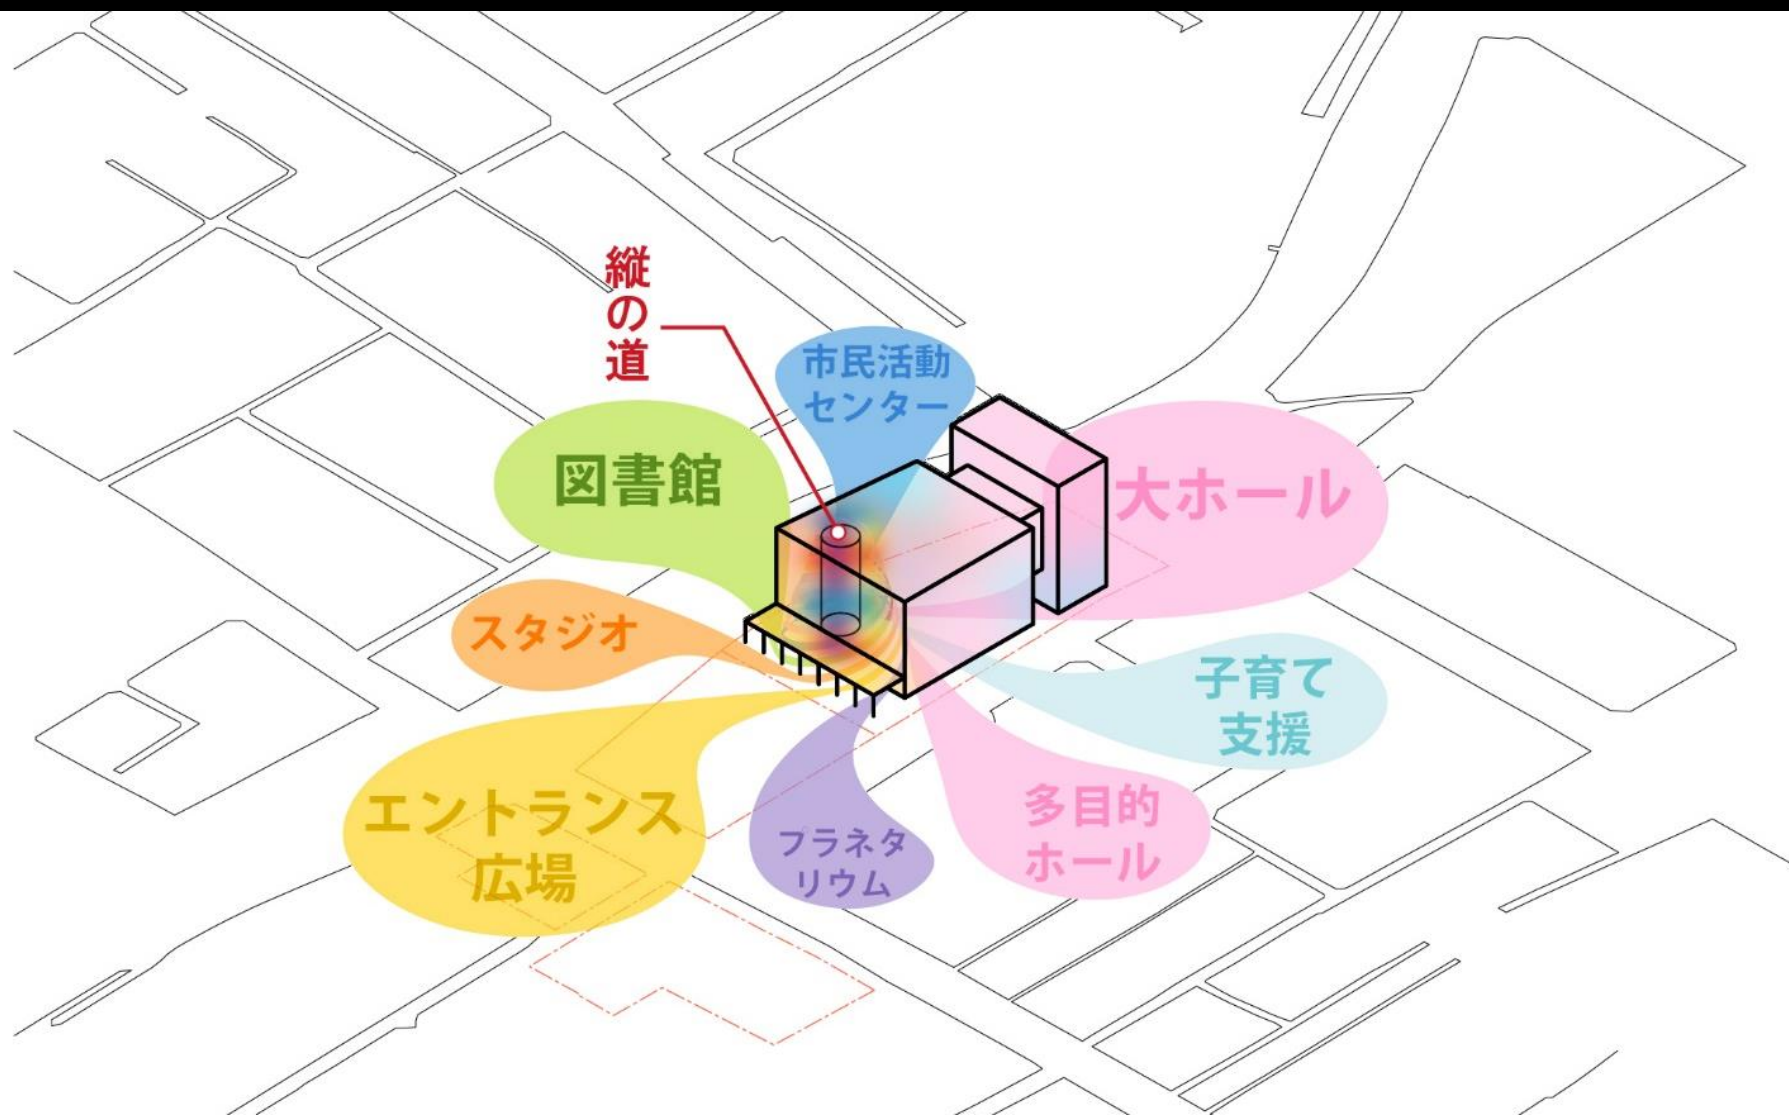 縦の道
市民活動
センター
図書館
大ホール
スタジオ
子育て
支援
エントランス
広場
プラネタ
リウム
多目的
ホール